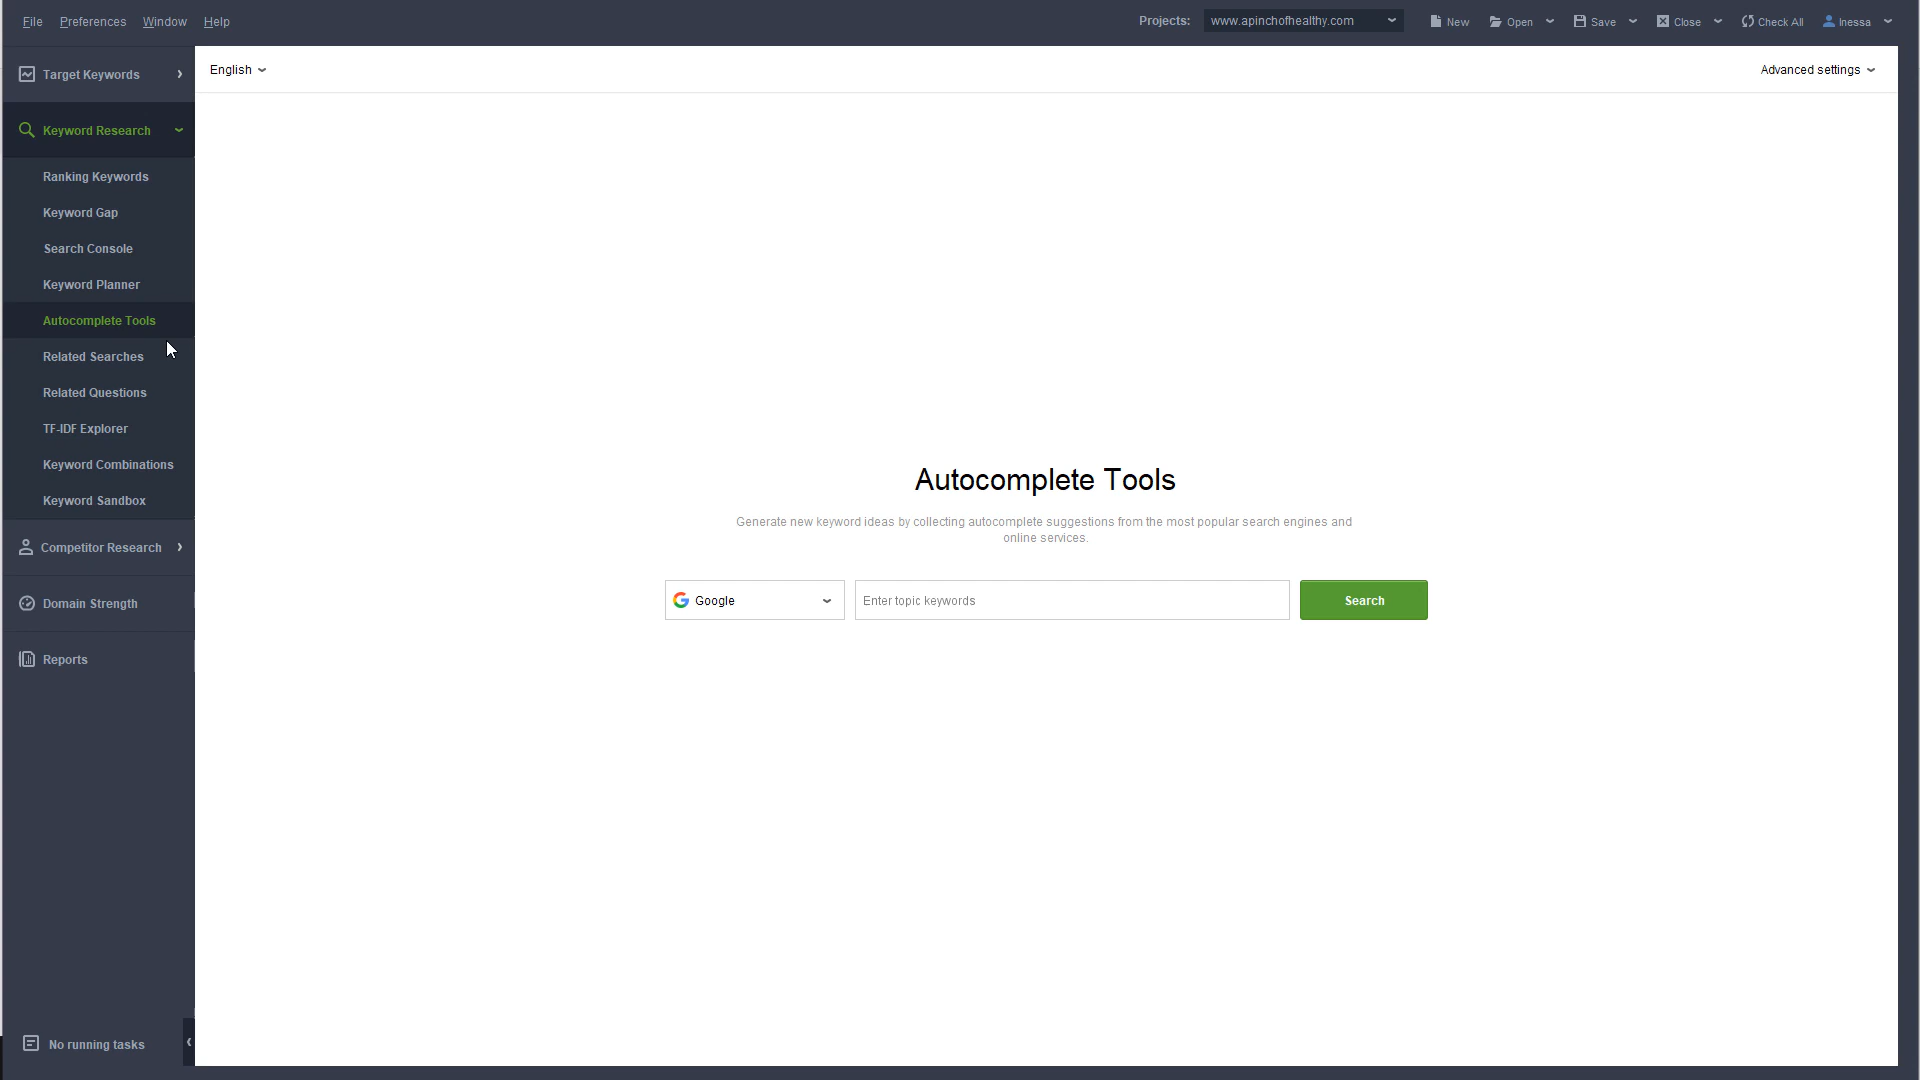 File Preferences Window Help Projects: www.apinchofhealthy.com New Open Save Close Check All Inessa
Target Keywords
English
Advanced settings
Keyword Research
Ranking Keywords
Keyword Gap
Search Console
Keyword Planner
Autocomplete Tools
Related Searches
Related Questions
TF-IDF Explorer
Keyword Combinations
Keyword Sandbox
Competitor Research
Domain Strength
Reports
Autocomplete Tools
Generate new keyword ideas by collecting autocomplete suggestions from the most popular search engines and
online services.
Google Enter topic keywords Search
No running tasks